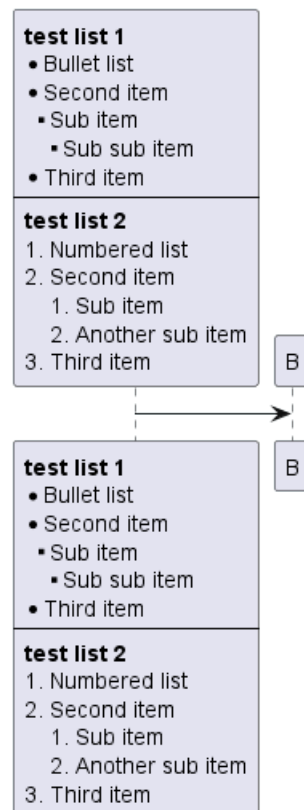 test list 1
• Bullet list
• Second item
▪ Sub item
▪ Sub sub item
• Third item
test list 2
1. Numbered list
2. Second item
1. Sub item
2. Another sub item
3. Third item
B
test list 1
• Bullet list
• Second item
▪ Sub item
▪ Sub sub item
• Third item
test list 2
1. Numbered list
2. Second item
1. Sub item
2. Another sub item
3. Third item
B